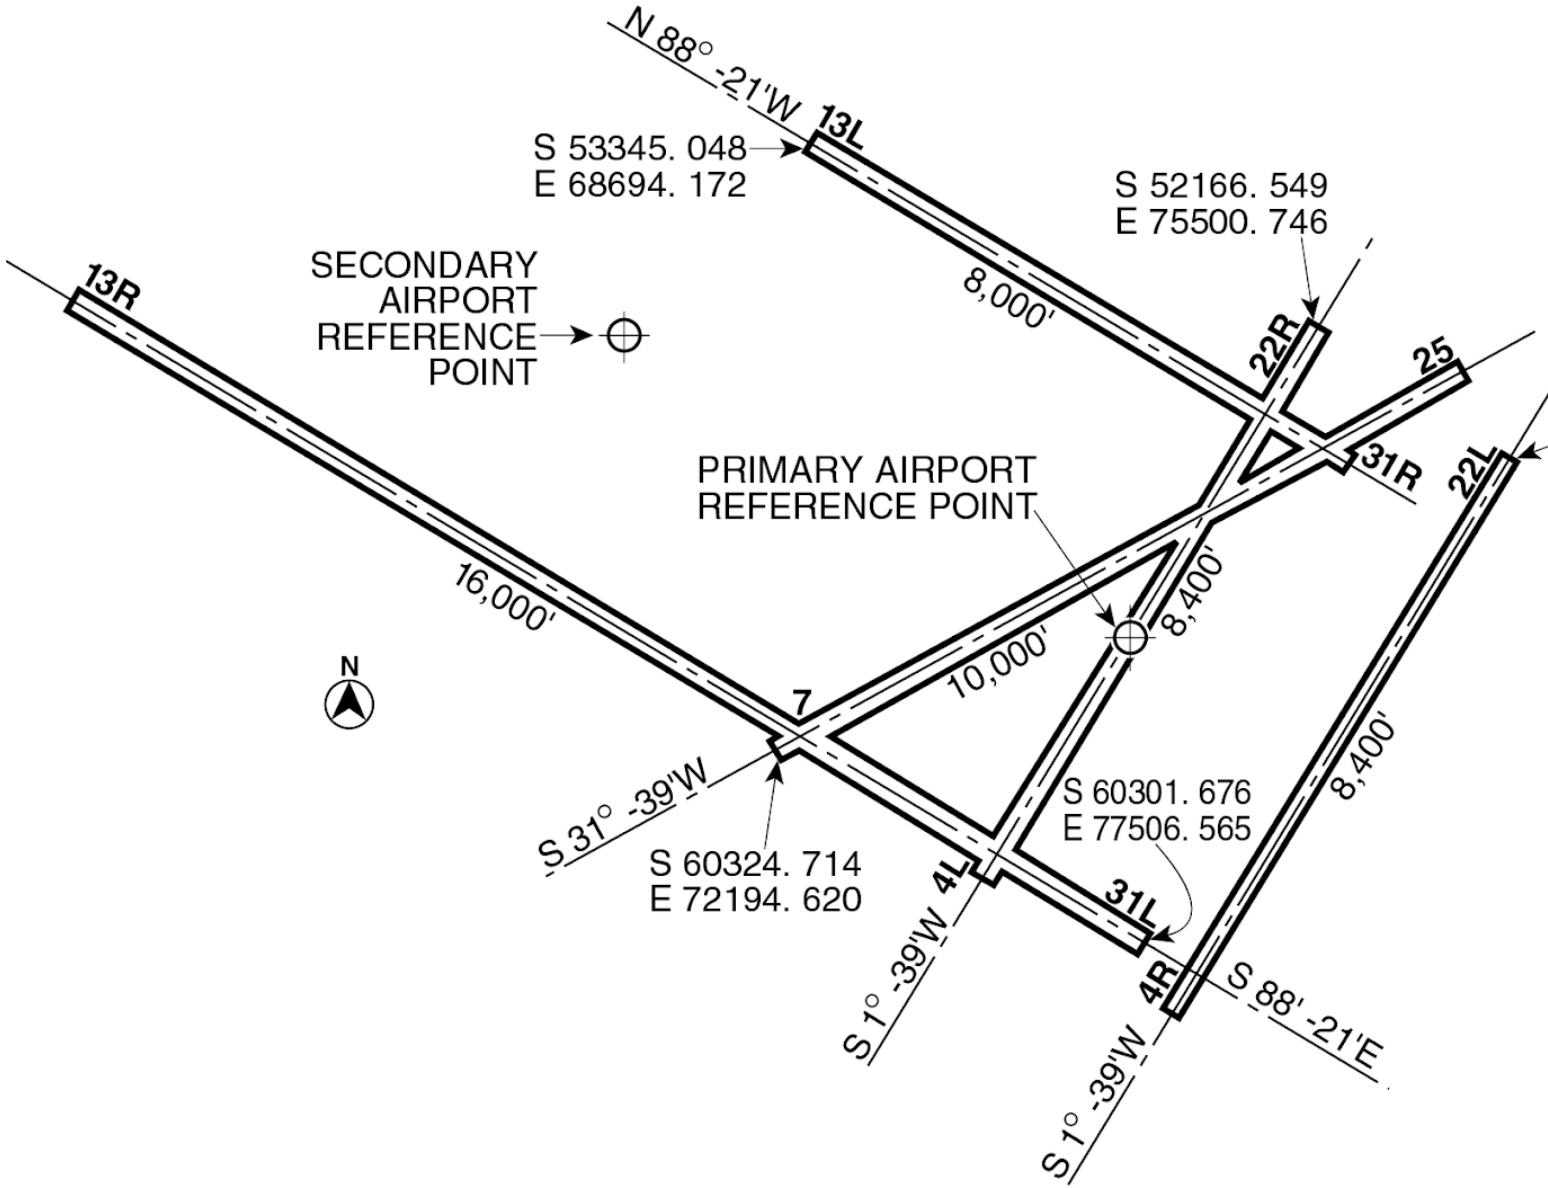 N 88° -21'W
13L
S 53345. 048
E 68694. 172
S 52166. 549
E 75500. 746
SECONDARY
AIRPORT
REFERENCE
POINT
13R
8,000'
22R
25
31R
22L
PRIMARY AIRPORT
REFERENCE POINT
16,000'
8,400'
10,000'
N
7
8,400'
S 31° -39'W
S 60301. 676
E 77506. 565
S 60324. 714
E 72194. 620
4L
31L
S 1° -39'W
4R
S 88' -21'E
S 1° -39'W